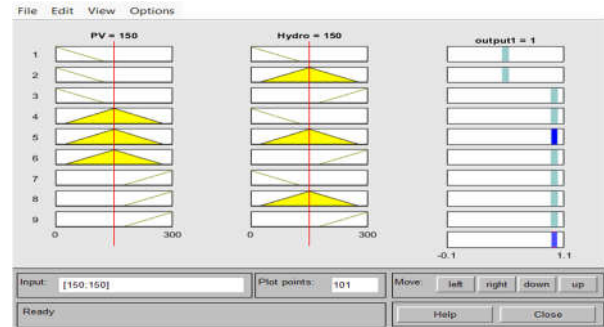 File Edit View Options
PV = 150 Hydro = 150 output1 = 1
1
2
3
4
5
6
7
8
9
0 300 0 300
-0.1 1.1
Input: [150;150] Plot points: 101 Move: left right down up
Ready Help Close